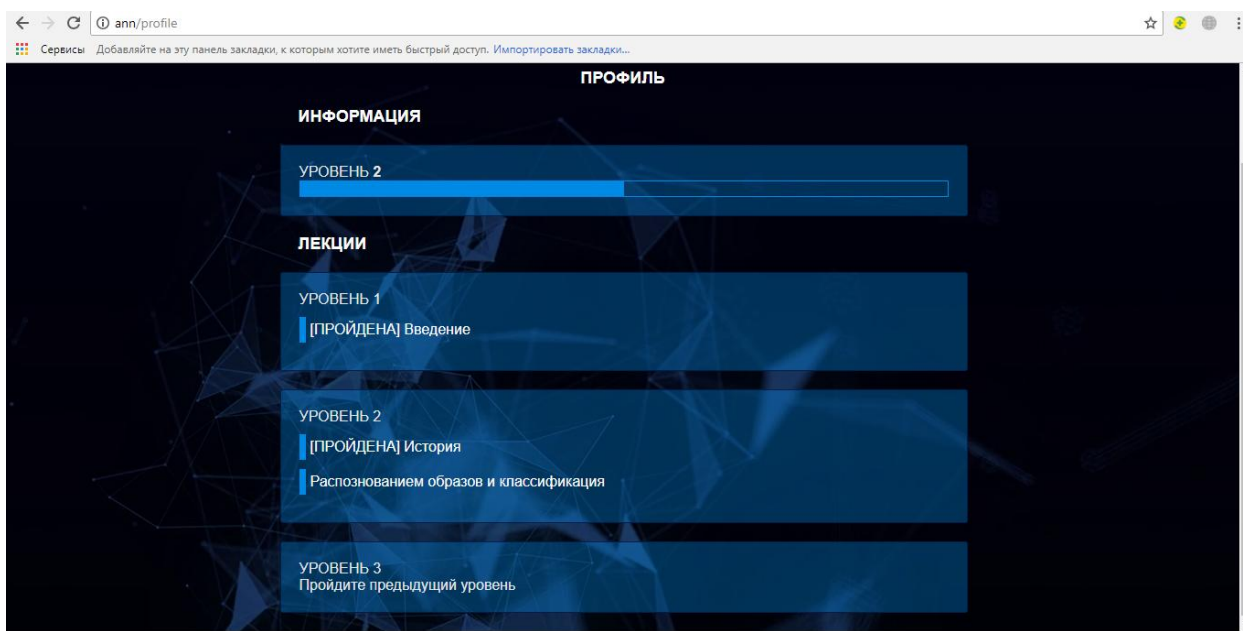 ann/profile
Сервисы Добавляйте на эту панель закладки, к которым хотите иметь быстрый доступ. Импортировать закладки...
ПРОФИЛЬ
ИНФОРМАЦИЯ
УРОВЕНЬ 2
ЛЕКЦИИ
УРОВЕНЬ 1
[ПРОЙДЕНА] Введение
УРОВЕНЬ 2
[ПРОЙДЕНА] История
Распознованием образов и классификация
УРОВЕНЬ 3
Пройдите предыдущий уровень